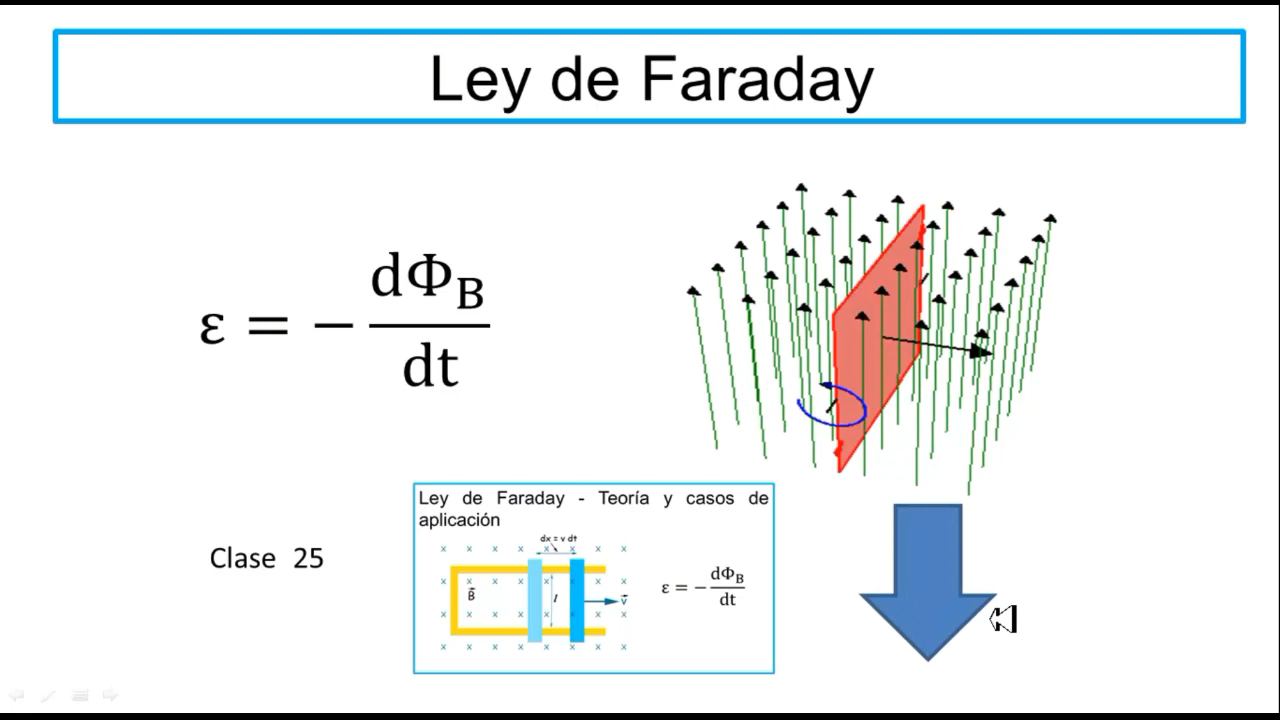 Ley de Faraday
ε = − dΦ_B / dt
Ley de Faraday - Teoría y casos de
aplicación
dx = v dt
x x x x x x x x
x x x x x x x x
B⃗
l
v⃗
x x x x x x x x
x x x x x x x x
ε = − dΦ_B / dt
Clase 25